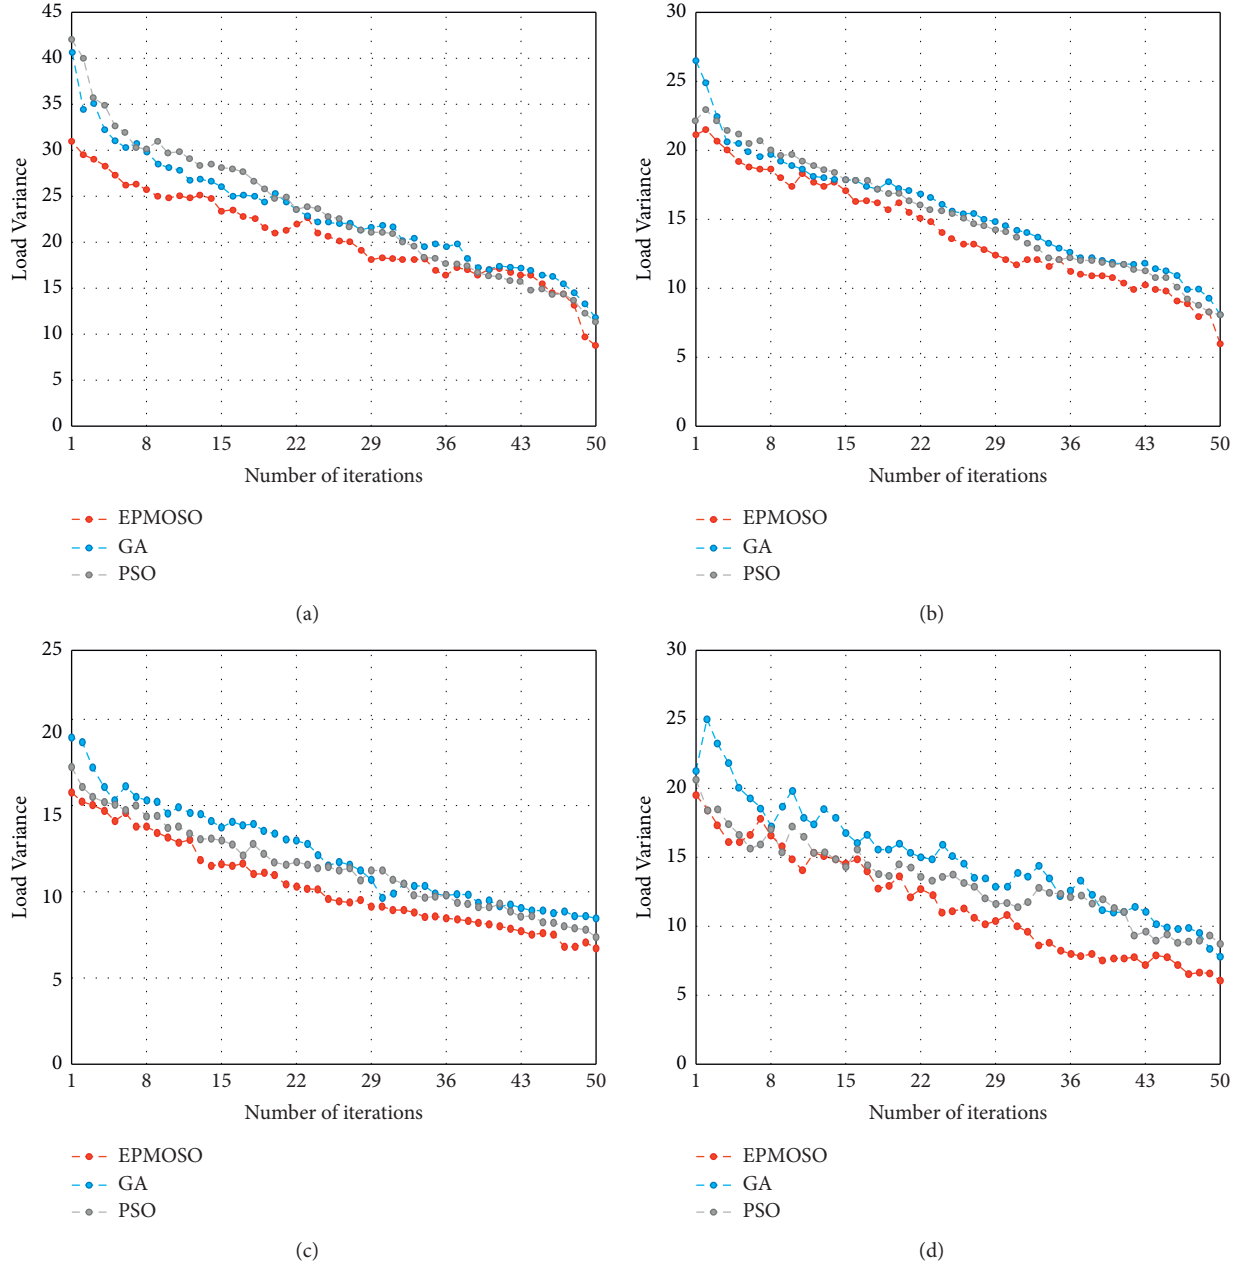 45
40
35
30
25
20
15
10
5
0
Load Variance
1 8 15 22 29 36 43 50
Number of iterations
EPMOSO
GA
PSO
(a)
30
25
20
15
10
5
0
Load Variance
1 8 15 22 29 36 43 50
Number of iterations
EPMOSO
GA
PSO
(b)
25
20
15
10
5
0
Load Variance
1 8 15 22 29 36 43 50
Number of iterations
EPMOSO
GA
PSO
(c)
30
25
20
15
10
5
0
Load Variance
1 8 15 22 29 36 43 50
Number of iterations
EPMOSO
GA
PSO
(d)